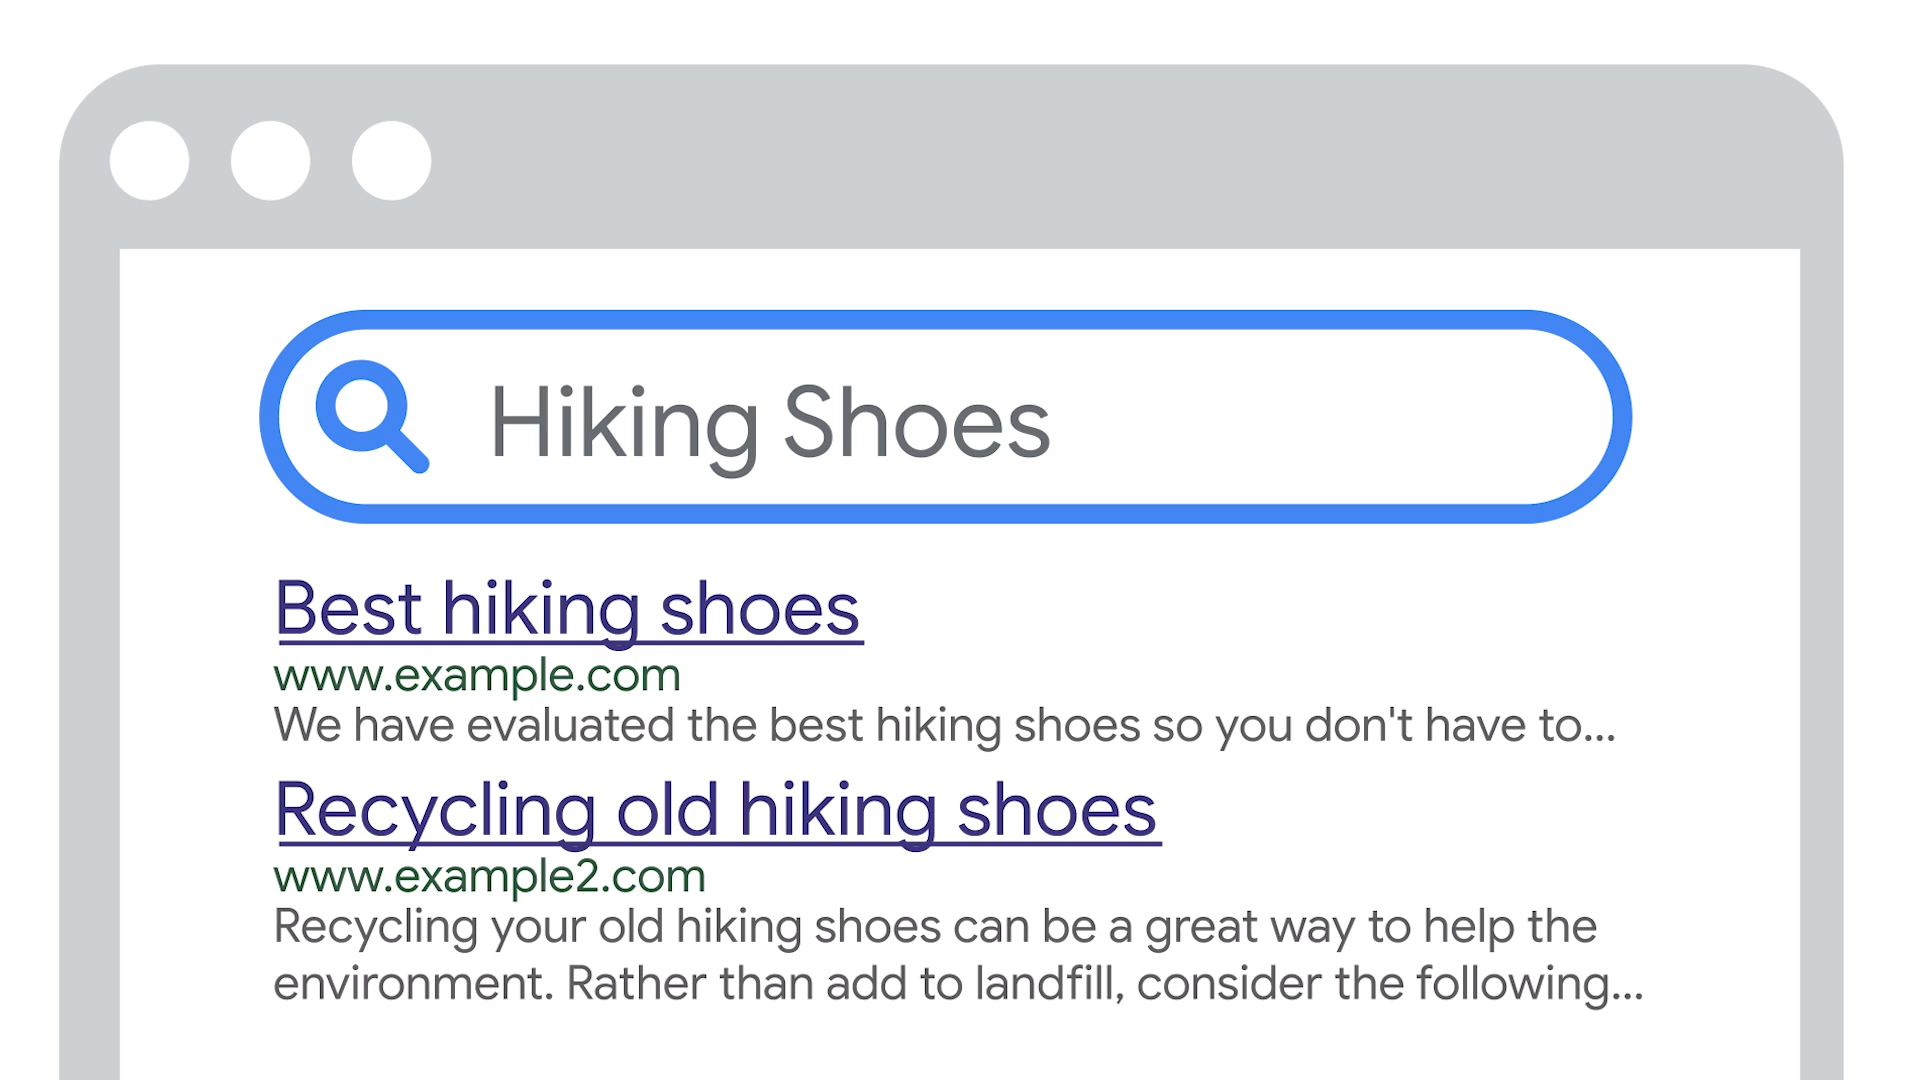 Hiking Shoes
Best hiking shoes
www.example.com
We have evaluated the best hiking shoes so you don't have to...
Recycling old hiking shoes
www.example2.com
Recycling your old hiking shoes can be a great way to help the
environment. Rather than add to landfill, consider the following...